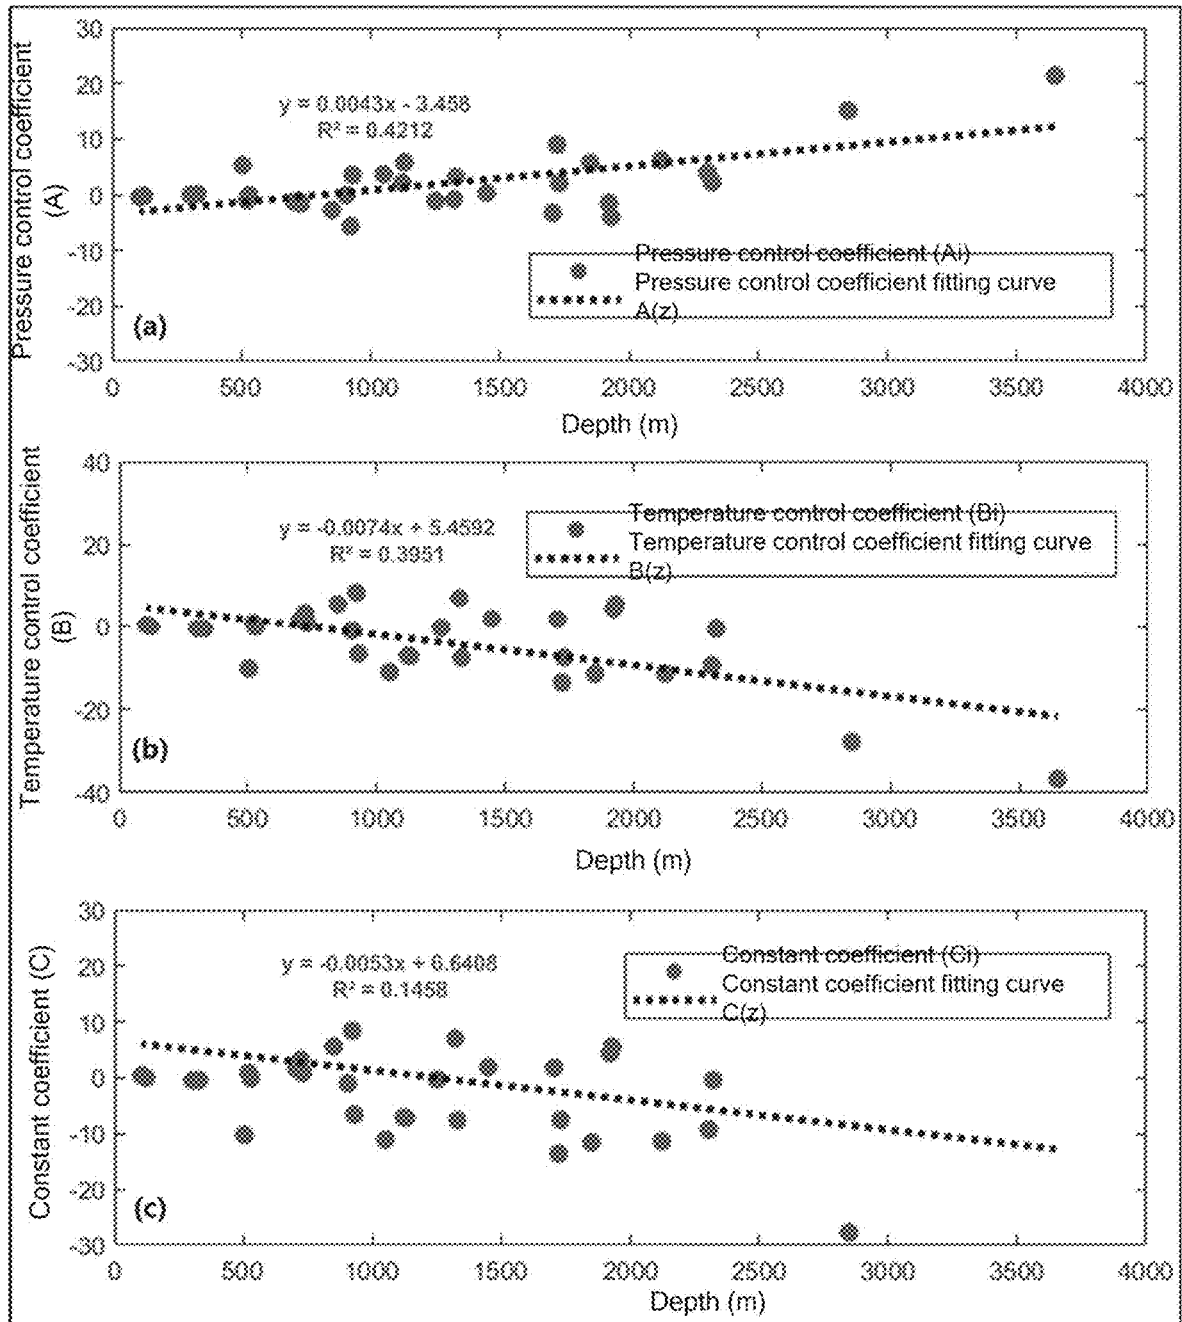 30
20
10
0
-10
-20
-30
Pressure control coefficient
(A)
y = 0.0043x - 3.458
R² = 0.4212
Pressure control coefficient (Ai)
Pressure control coefficient fitting curve
A(z)
(a)
0 500 1000 1500 2000 2500 3000 3500 4000
Depth (m)
40
20
0
-20
-40
Temperature control coefficient
(B)
y = -0.0074x + 5.4592
R² = 0.3951
Temperature control coefficient (Bi)
Temperature control coefficient fitting curve
B(z)
(b)
0 500 1000 1500 2000 2500 3000 3500 4000
Depth (m)
30
20
10
0
-10
-20
-30
Constant coefficient (C)
y = -0.0053x + 6.6408
R² = 0.1458
Constant coefficient (Ci)
Constant coefficient fitting curve
C(z)
(c)
0 500 1000 1500 2000 2500 3000 3500 4000
Depth (m)